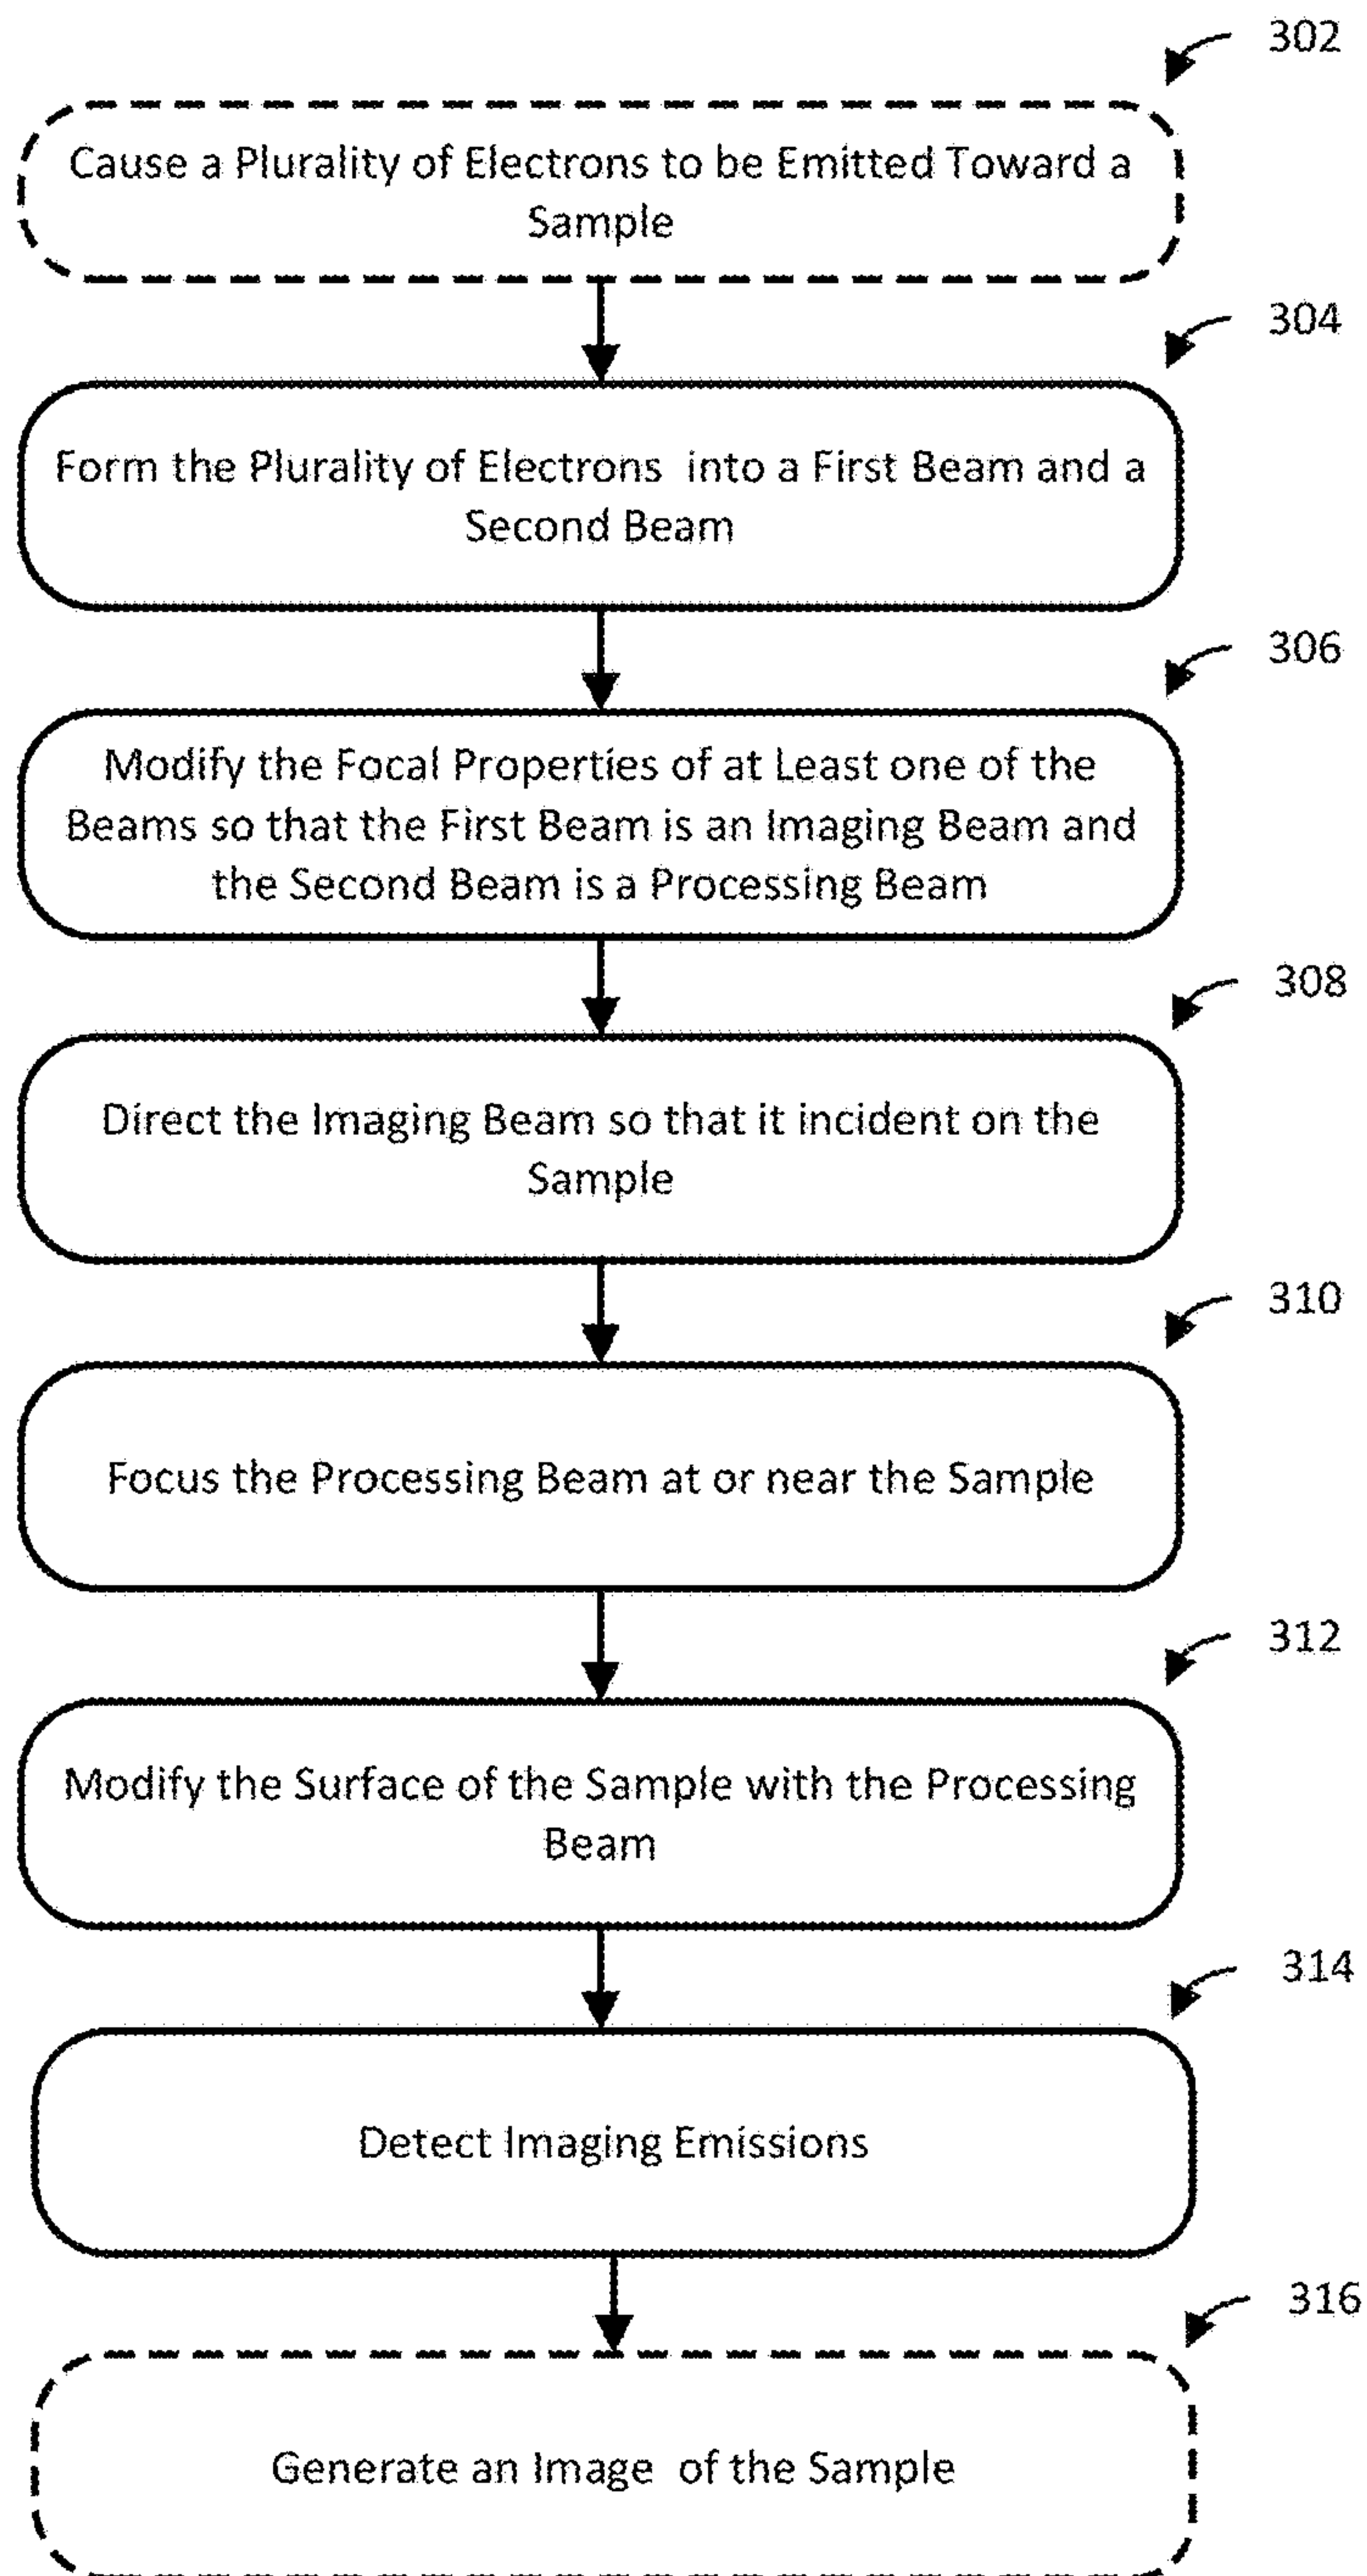 302
Cause a Plurality of Electrons to be Emitted Toward a
Sample
304
Form the Plurality of Electrons into a First Beam and a
Second Beam
306
Modify the Focal Properties of at Least one of the
Beams so that the First Beam is an Imaging Beam and
the Second Beam is a Processing Beam
308
Direct the Imaging Beam so that it incident on the
Sample
310
Focus the Processing Beam at or near the Sample
312
Modify the Surface of the Sample with the Processing
Beam
314
Detect Imaging Emissions
316
Generate an Image of the Sample